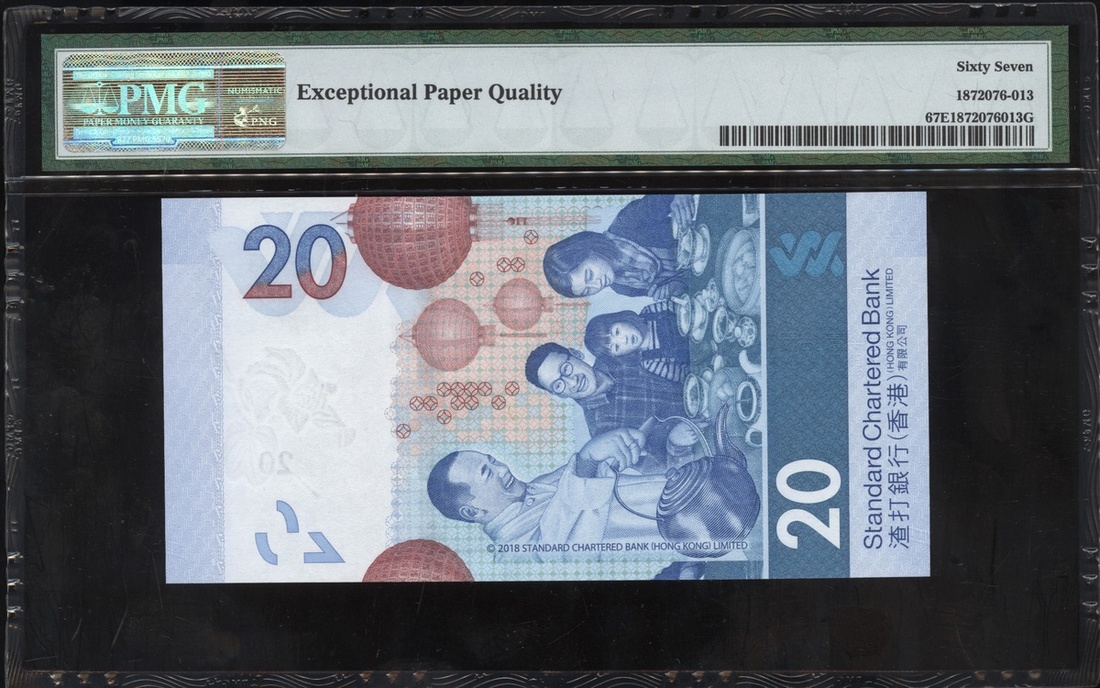 PMG
PAPER MONEY GUARANTY
NUMISMATIC
PNG
Exceptional Paper Quality
Sixty Seven
1872076-013
67E1872076013G
20
© 2018 STANDARD CHARTERED BANK (HONG KONG) LIMITED
20
Standard Chartered Bank
(HONG KONG) LIMITED
渣打銀行(香港)有限公司
20